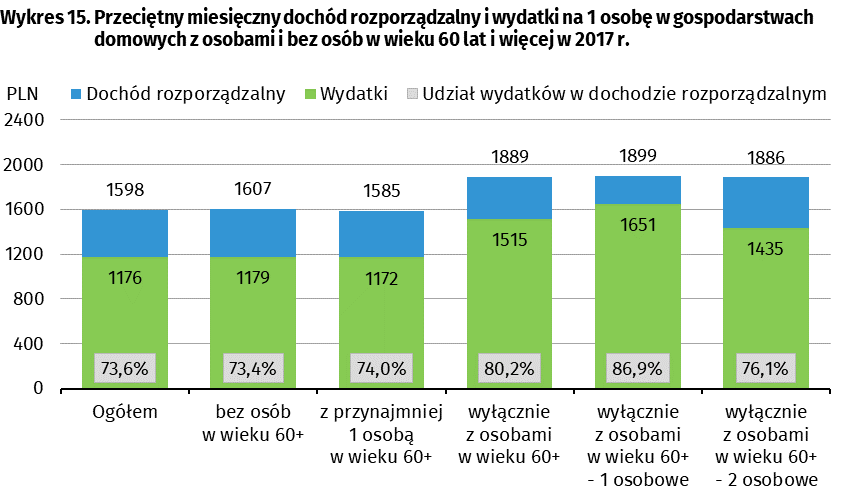 Wykres 15. Przeciętny miesięczny dochód rozporządzalny i wydatki na 1 osobę w gospodarstwach
domowych z osobami i bez osób w wieku 60 lat i więcej w 2017 r.
PLN
Dochód rozporządzalny
Wydatki
Udział wydatków w dochodzie rozporządzalnym
2400
2000
1600
1200
800
400
0
1598
1607
1585
1889
1899
1886
1176
1179
1172
1515
1651
1435
73,6%
73,4%
74,0%
80,2%
86,9%
76,1%
Ogółem
bez osób
w wieku 60+
z przynajmniej
1 osobą
w wieku 60+
wyłącznie
z osobami
w wieku 60+
wyłącznie
z osobami
w wieku 60+
- 1 osobowe
wyłącznie
z osobami
w wieku 60+
- 2 osobowe